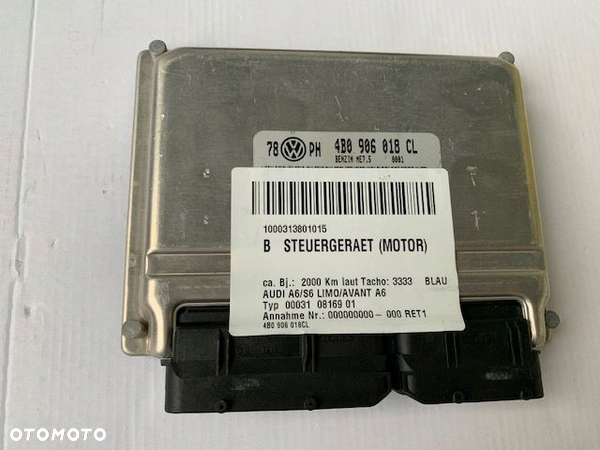 78 PH 4B0 906 018 CL
BENZIN ME7.5 0001
1000313801015
B STEUERGERAET (MOTOR)
ca. Bj.: 2000 Km laut Tacho: 3333 BLAU
AUDI A6/S6 LIMO/AVANT A6
Typ 00031 08169 01
Annahme Nr.: 000000000- 000 RET1
4B0 906 018CL
OTOMOTO